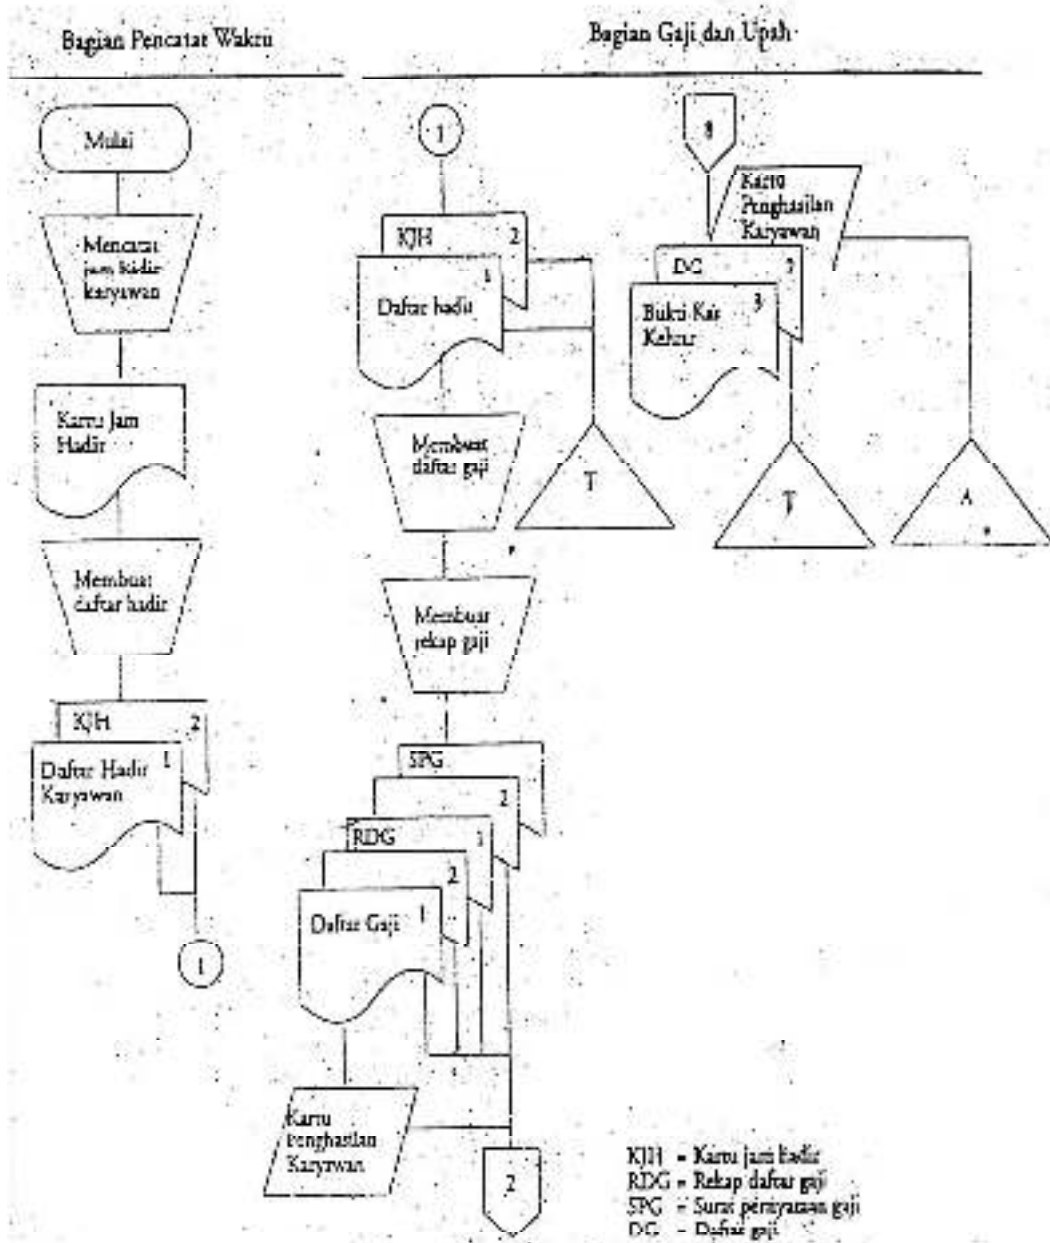 Bagian Pencatat Waktu
Bagian Gaji dan Upah
Mulai
Mencatat
jam hadir
karyawan
Kartu Jam
Hadir
Membuat
daftar hadir
KJH 2
Daftar Hadir 1
Karyawan
1
1
KJH 2
1
Daftar hadir
T
Membuat
daftar gaji
Membuat
rekap gaji
SPG
2
RDG 1
2
Daftar Gaji 1
Kartu
Penghasilan
Karyawan
2
8
Kartu
Penghasilan
Karyawan
DG 2
3
Bukti Kas
Keluar
T
A
KJH = Kartu jam hadir
RDG = Rekap daftar gaji
SPG = Surat pernyataan gaji
DG = Daftar gaji